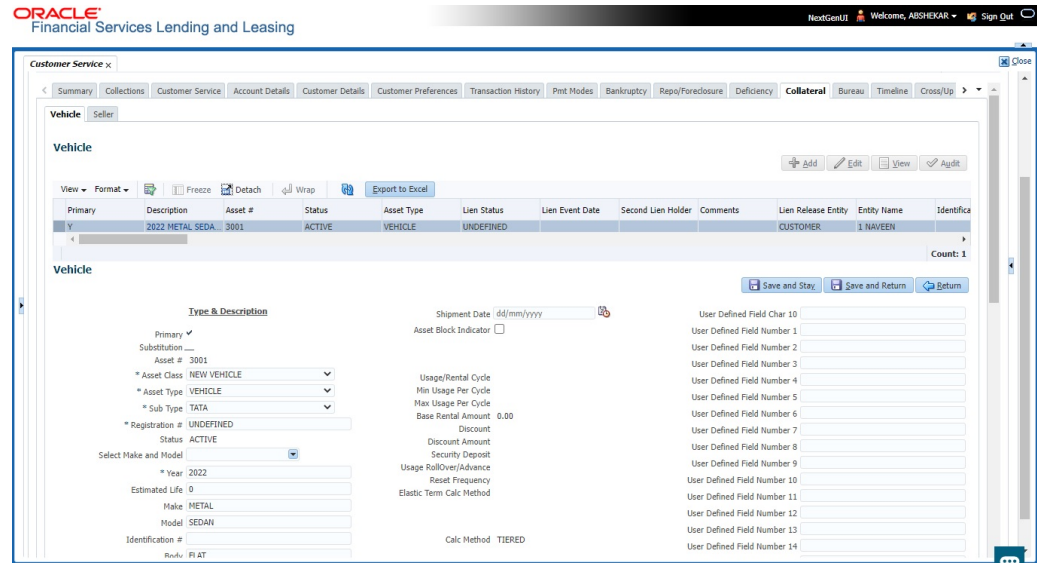 ORACLE
Financial Services Lending and Leasing
NextGenUI Welcome, ABSHEKAR Sign Out
Customer Service × Close
Summary Collections Customer Service Account Details Customer Details Customer Preferences Transaction History Pmt Modes Bankruptcy Repo/Foreclosure Deficiency Collateral Bureau Timeline Cross/Up
Vehicle Seller
Vehicle
Add Edit View Audit
View Format Freeze Detach Wrap Export to Excel
Primary Description Asset # Status Asset Type Lien Status Lien Event Date Second Lien Holder Comments Lien Release Entity Entity Name Identifica
Y 2022 METAL SEDA... 3001 ACTIVE VEHICLE UNDEFINED CUSTOMER 1 NAVEEN
Count: 1
Vehicle
Save and Stay Save and Return Return
Type & Description
Primary
Substitution
Asset # 3001
* Asset Class NEW VEHICLE
* Asset Type VEHICLE
* Sub Type TATA
* Registration # UNDEFINED
Status ACTIVE
Select Make and Model
* Year 2022
Estimated Life 0
Make METAL
Model SEDAN
Identification #
Body FLAT
Shipment Date dd/mm/yyyy
Asset Block Indicator
Usage/Rental Cycle
Min Usage Per Cycle
Max Usage Per Cycle
Base Rental Amount 0.00
Discount
Discount Amount
Security Deposit
Usage RollOver/Advance
Reset Frequency
Elastic Term Calc Method
Calc Method TIERED
User Defined Field Char 10
User Defined Field Number 1
User Defined Field Number 2
User Defined Field Number 3
User Defined Field Number 4
User Defined Field Number 5
User Defined Field Number 6
User Defined Field Number 7
User Defined Field Number 8
User Defined Field Number 9
User Defined Field Number 10
User Defined Field Number 11
User Defined Field Number 12
User Defined Field Number 13
User Defined Field Number 14